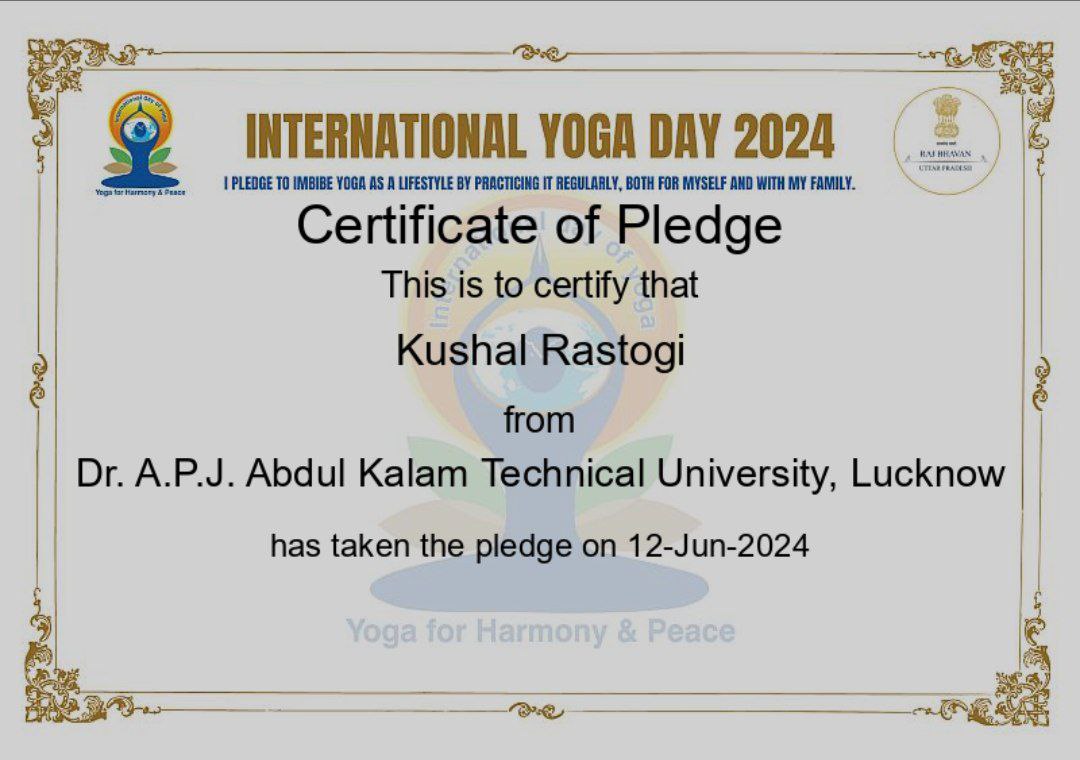 International day of yoga
Yoga for Harmony & Peace
INTERNATIONAL YOGA DAY 2024
RAJ BHAVAN
UTTAR PRADESH
I PLEDGE TO IMBIBE YOGA AS A LIFESTYLE BY PRACTICING IT REGULARLY, BOTH FOR MYSELF AND WITH MY FAMILY.
Certificate of Pledge
International day of yoga
This is to certify that
Kushal Rastogi
from
Dr. A.P.J. Abdul Kalam Technical University, Lucknow
has taken the pledge on 12-Jun-2024
Yoga for Harmony & Peace